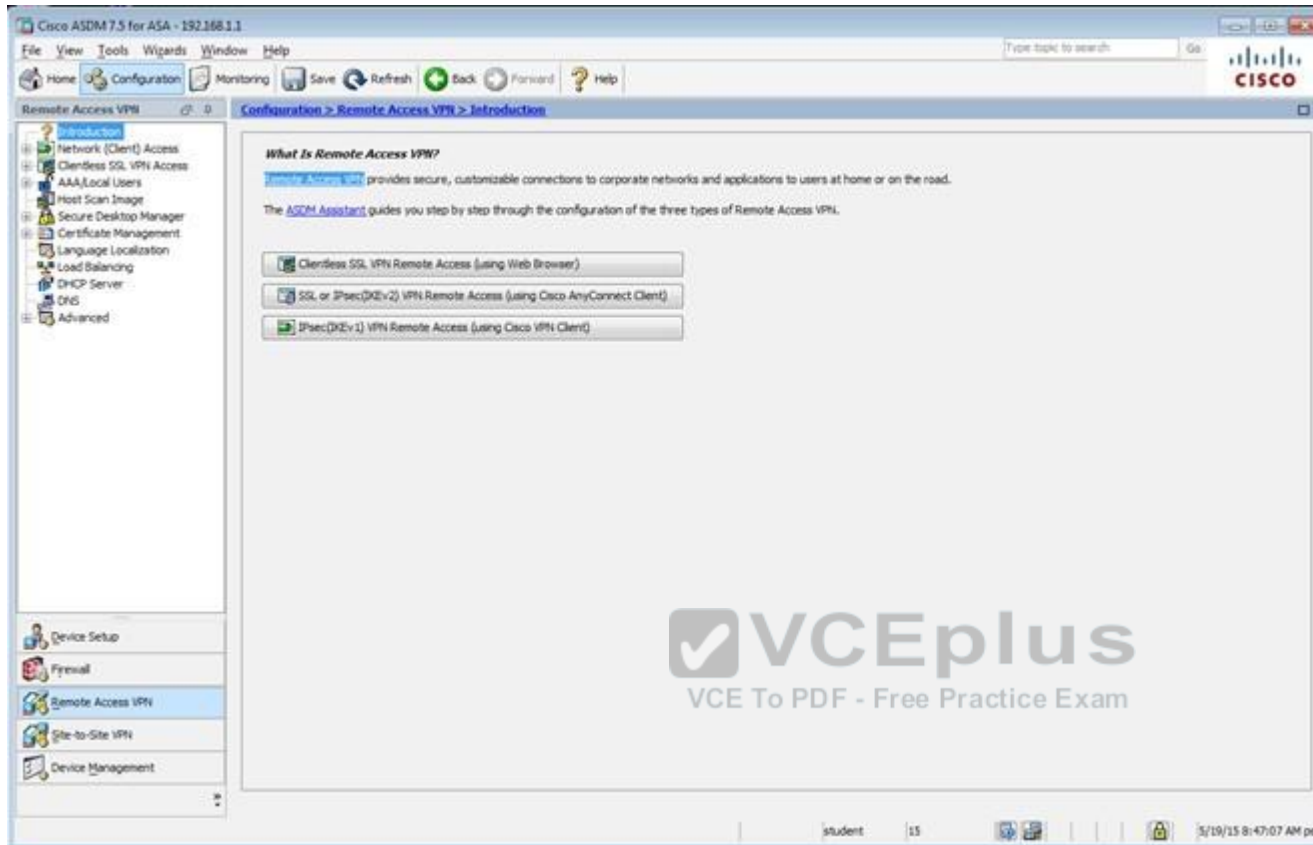 Cisco ASDM 7.5 for ASA - 192.168.1.1
File View Tools Wizards Window Help
Type topic to search Go
Home Configuration Monitoring Save Refresh Back Forward Help
CISCO
Remote Access VPN
Configuration > Remote Access VPN > Introduction
Introduction
Network (Client) Access
Clientless SSL VPN Access
AAA/Local Users
Host Scan Image
Secure Desktop Manager
Certificate Management
Language Localization
Load Balancing
DHCP Server
DNS
Advanced
What Is Remote Access VPN?
Remote Access VPN provides secure, customizable connections to corporate networks and applications to users at home or on the road.
The ASDM Assistant guides you step by step through the configuration of the three types of Remote Access VPN.
Clientless SSL VPN Remote Access (using Web Browser)
SSL or IPsec(IKEv2) VPN Remote Access (using Cisco AnyConnect Client)
IPsec(IKEv1) VPN Remote Access (using Cisco VPN Client)
Device Setup
Firewall
Remote Access VPN
Site-to-Site VPN
Device Management
VCEplus
VCE To PDF - Free Practice Exam
student 15 5/19/15 8:47:07 AM